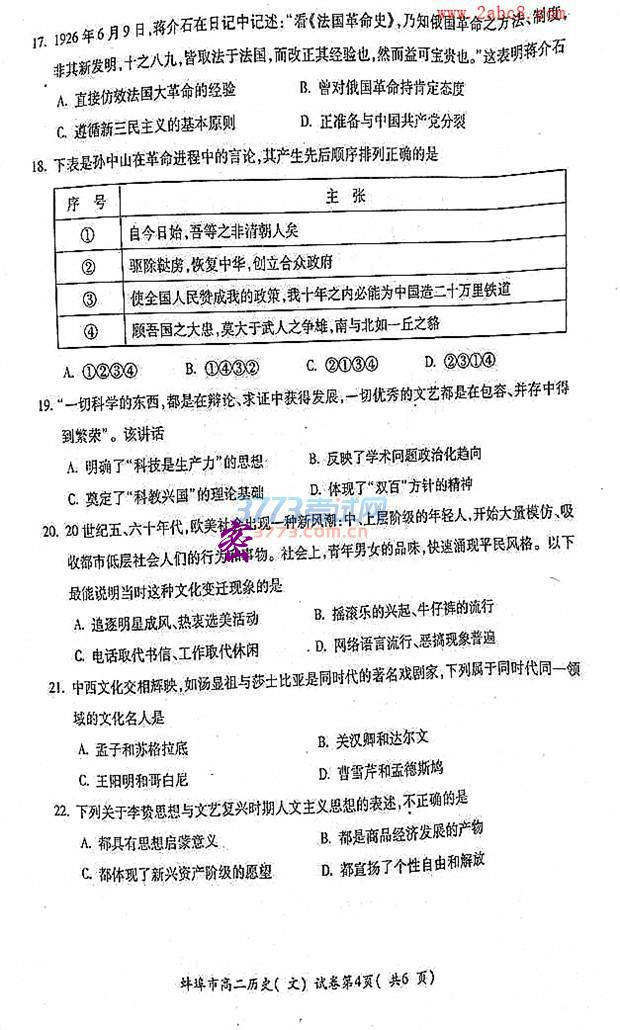 www.2abc8.com
17. 1926年6月9日,蒋介石在日记中记述:“看《法国革命史》,乃知俄国革命之方法、制度,
非其新发明,十之八九,皆取法于法国,而改正其经验也,然而益可宝贵也。”这表明蒋介石
A. 直接仿效法国大革命的经验 B. 曾对俄国革命持肯定态度
C. 遵循新三民主义的基本原则 D. 正准备与中国共产党分裂
18. 下表是孙中山在革命进程中的言论,其产生先后顺序排列正确的是
序 号 主 张
① 自今日始,吾等之非清朝人矣
② 驱除鞑虏,恢复中华,创立合众政府
③ 使全国人民赞成我的政策,我十年之内必能为中国造二十万里铁道
④ 顾吾国之大患,莫大于武人之争雄,南与北如一丘之貉
A. ①②③④ B. ①④③② C. ②①③④ D. ②③①④
19. “一切科学的东西,都是在辩论、求证中获得发展,一切优秀的文艺都是在包容、并存中得
到繁荣”。该讲话
A. 明确了“科技是生产力”的思想 B. 反映了学术问题政治化趋向
C. 奠定了“科教兴国”的理论基础 D. 体现了“双百”方针的精神
3773考试网
20. 20世纪五、六十年代,欧美社会出现一种新风潮:中、上层阶级的年轻人,开始大量模仿、吸
收都市低层社会人们的行为和事物。社会上,青年男女的品味,快速涌现平民风格。以下
密
最能说明当时这种文化变迁现象的是
A. 追逐明星成风、热衷选美活动 B. 摇滚乐的兴起、牛仔裤的流行
C. 电话取代书信、工作取代休闲 D. 网络语言流行、恶搞现象普遍
21. 中西文化交相辉映,如汤显祖与莎士比亚是同时代的著名戏剧家,下列属于同时代同一领
域的文化名人是
A. 孟子和苏格拉底 B. 关汉卿和达尔文
C. 王阳明和哥白尼 D. 曹雪芹和孟德斯鸠
22. 下列关于李贽思想与文艺复兴时期人文主义思想的表述,不正确的是
A. 都具有思想启蒙意义 B. 都是商品经济发展的产物
C. 都体现了新兴资产阶级的愿望 D. 都宣扬了个性自由和解放
蚌埠市高二历史(文)试卷第4页(共6 页)